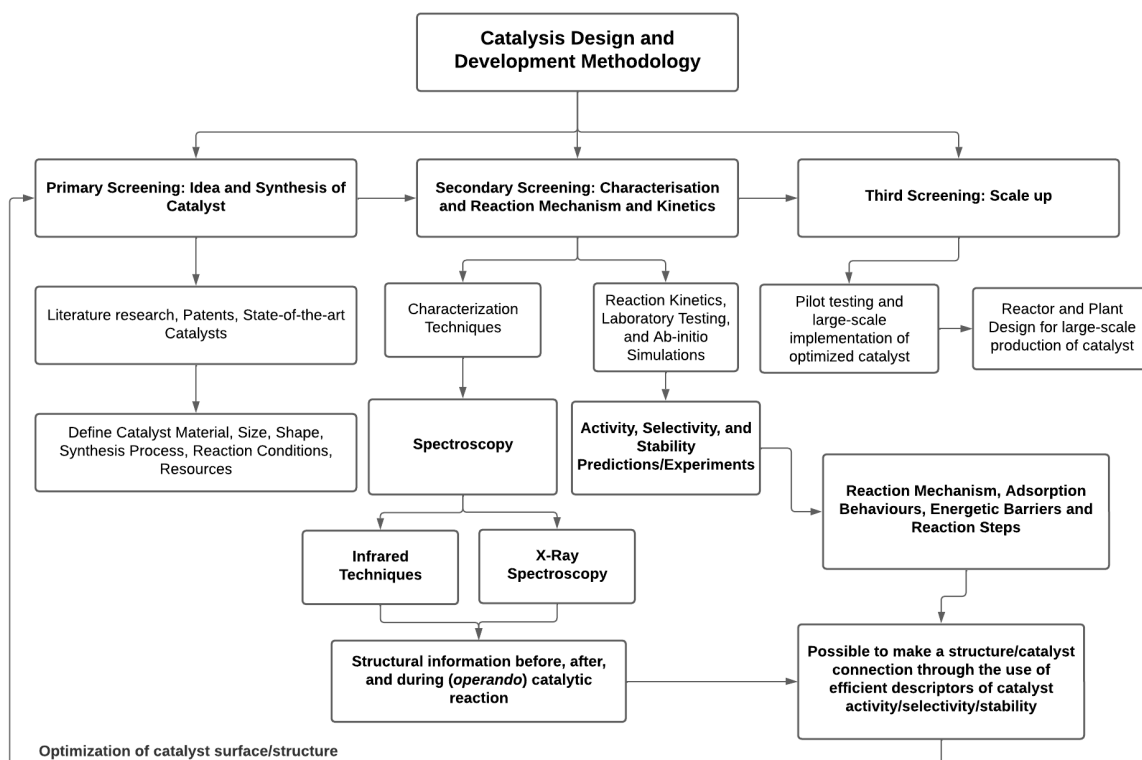 Catalysis Design and
Development Methodology
Primary Screening: Idea and Synthesis of
Catalyst
Secondary Screening: Characterisation
and Reaction Mechanism and Kinetics
Third Screening: Scale up
Literature research, Patents, State-of-the-art
Catalysts
Characterization
Techniques
Reaction Kinetics,
Laboratory Testing,
and Ab-initio
Simulations
Pilot testing and
large-scale
implementation of
optimized catalyst
Reactor and Plant
Design for large-scale
production of catalyst
Define Catalyst Material, Size, Shape,
Synthesis Process, Reaction Conditions,
Resources
Spectroscopy
Activity, Selectivity, and
Stability
Predictions/Experiments
Reaction Mechanism, Adsorption
Behaviours, Energetic Barriers and
Reaction Steps
Infrared
Techniques
X-Ray
Spectroscopy
Structural information before, after,
and during (operando) catalytic
reaction
Possible to make a structure/catalyst
connection through the use of
efficient descriptors of catalyst
activity/selectivity/stability
Optimization of catalyst surface/structure